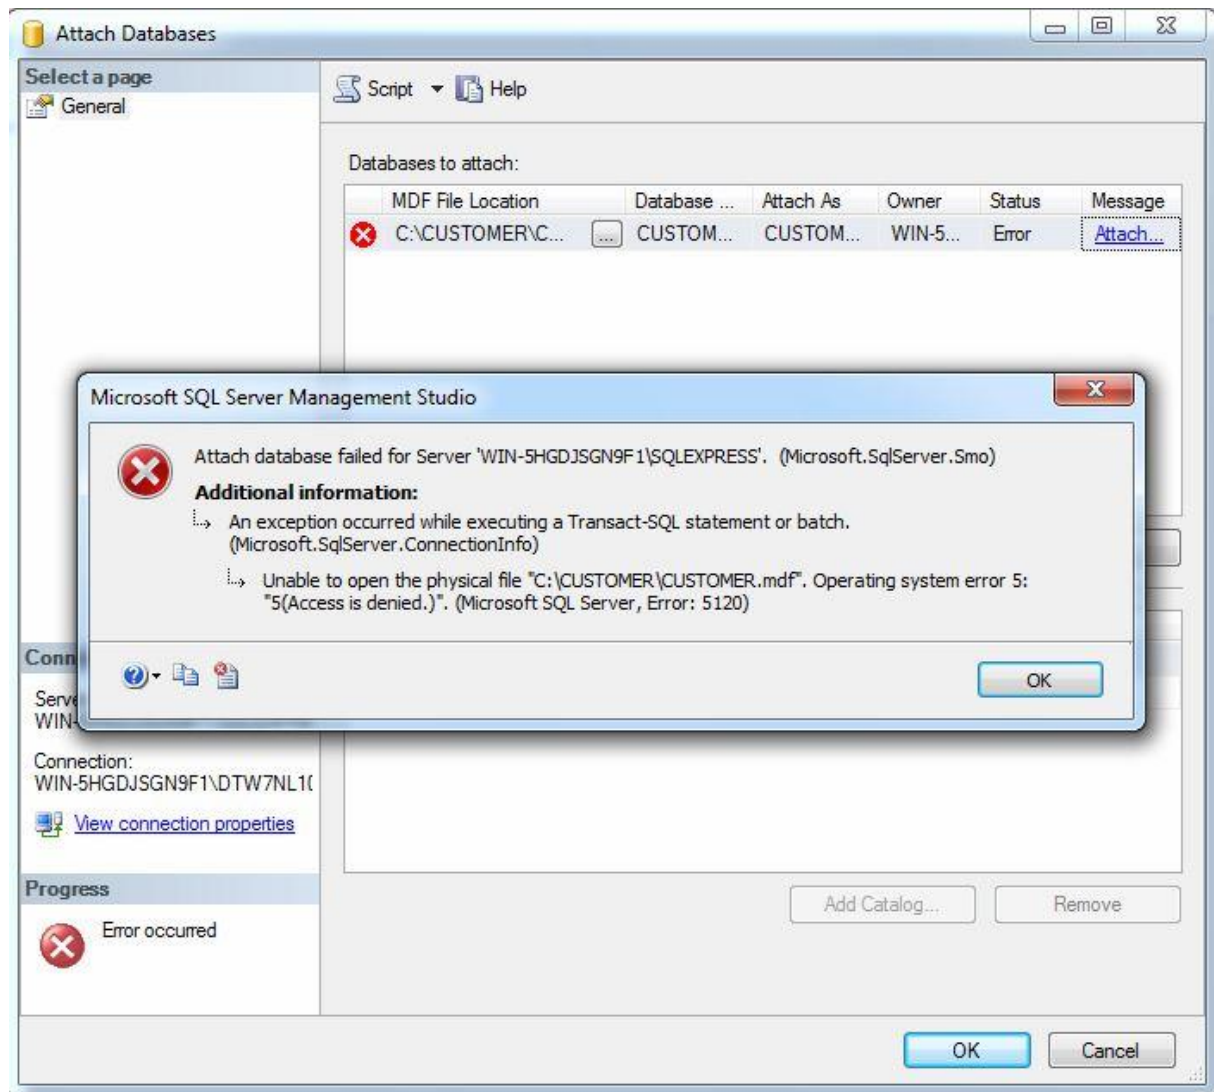 Attach Databases
Select a page
General
Script
Help
Databases to attach:
MDF File Location Database ... Attach As Owner Status Message
C:\CUSTOMER\C... ... CUSTOM... CUSTOM... WIN-5... Error Attach...
Microsoft SQL Server Management Studio
Attach database failed for Server 'WIN-5HGDJSGN9F1\SQLEXPRESS'. (Microsoft.SqlServer.Smo)
Additional information:
An exception occurred while executing a Transact-SQL statement or batch.
(Microsoft.SqlServer.ConnectionInfo)
Unable to open the physical file "C:\CUSTOMER\CUSTOMER.mdf". Operating system error 5:
"5(Access is denied.)". (Microsoft SQL Server, Error: 5120)
OK
Conn
Serve
WIN-
Connection:
WIN-5HGDJSGN9F1\DTW7NL1(
View connection properties
Progress
Error occurred
Add Catalog...
Remove
OK
Cancel